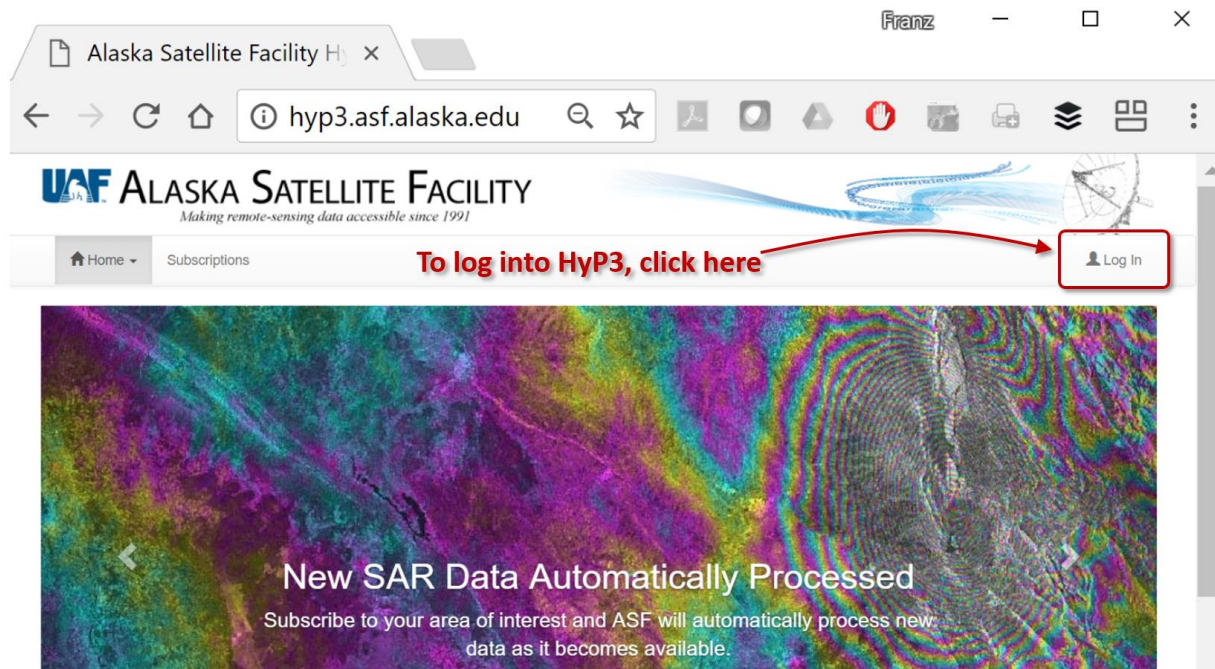 Franz
Alaska Satellite Facility Hy
hyp3.asf.alaska.edu
UAF ALASKA SATELLITE FACILITY
Making remote-sensing data accessible since 1991
Home Subscriptions To log into HyP3, click here Log In
New SAR Data Automatically Processed
Subscribe to your area of interest and ASF will automatically process new
data as it becomes available.